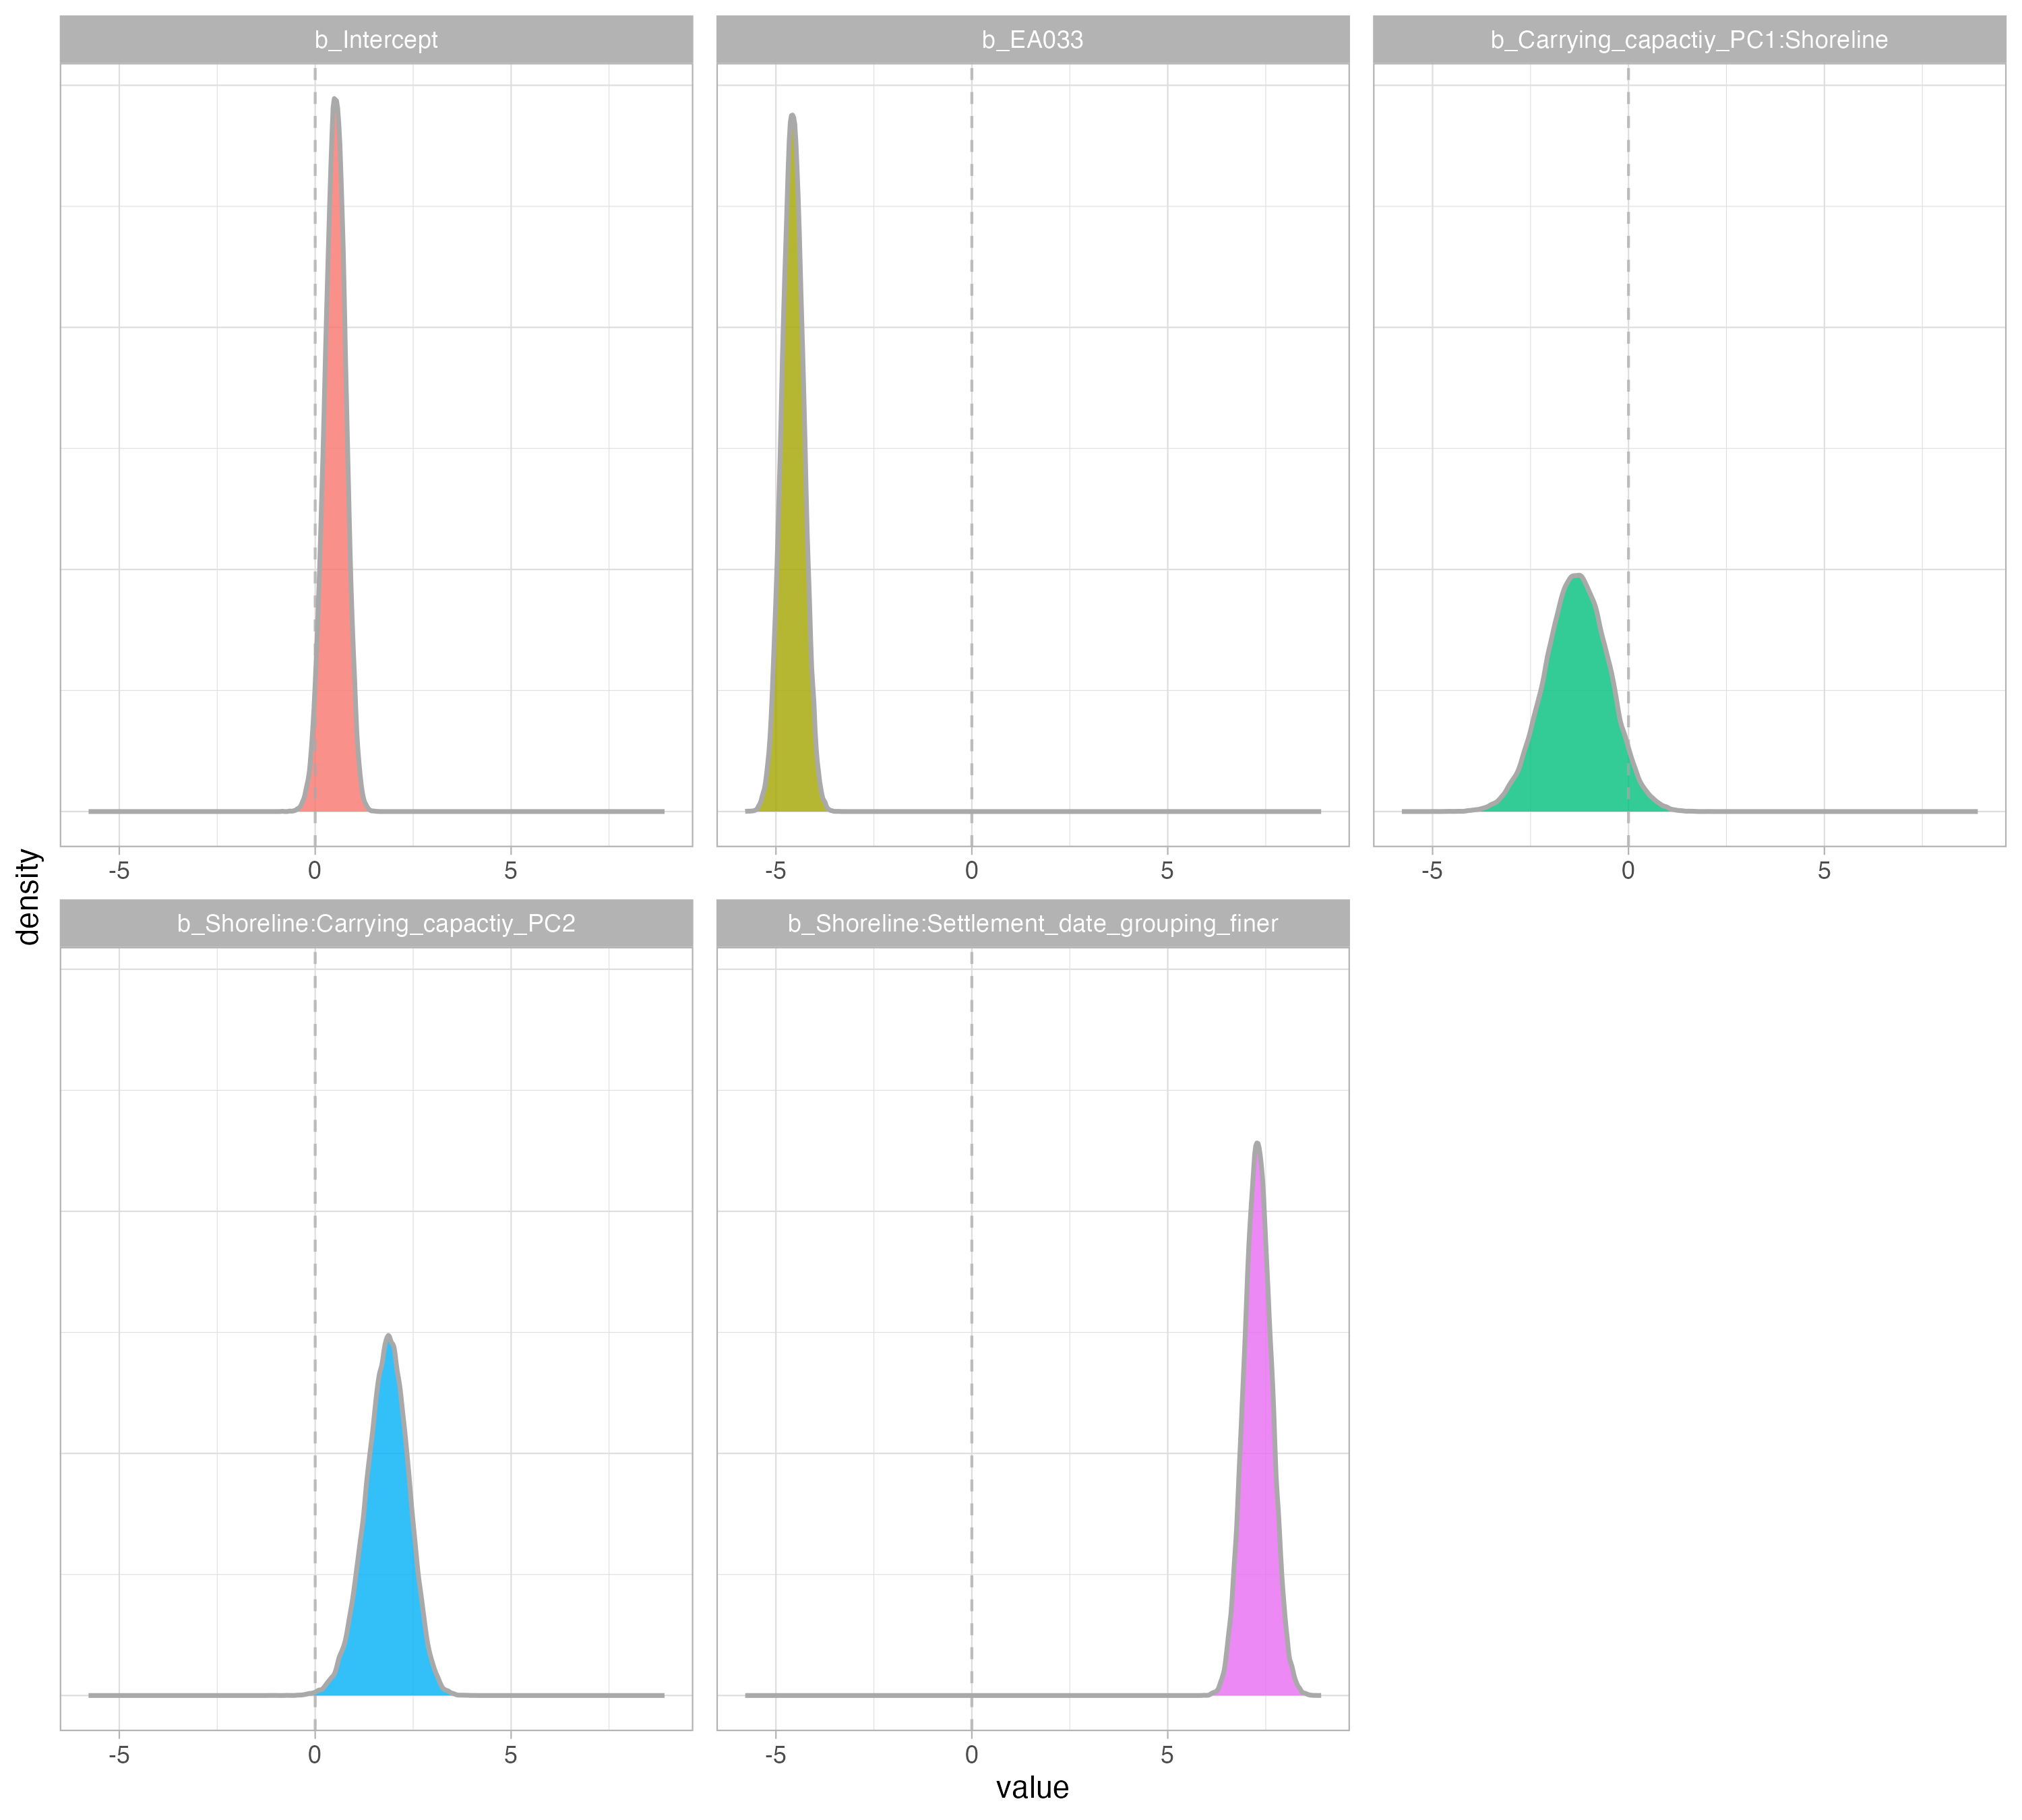 b_Intercept
b_EA033
b_Carrying_capactiy_PC1:Shoreline
-5 0 5
-5 0 5
-5 0 5
density
b_Shoreline:Carrying_capactiy_PC2
b_Shoreline:Settlement_date_grouping_finer
-5 0 5
-5 0 5
value